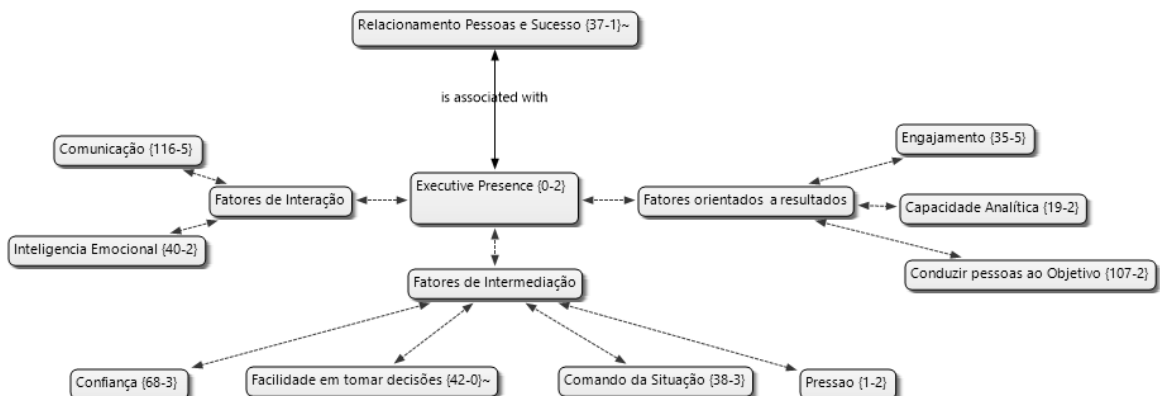 Relacionamento Pessoas e Sucesso {37-1}~
is associated with
Engajamento {35-5}
Comunicação {116-5}
Executive Presence {0-2}
Fatores de Interação
Fatores orientados  a resultados
Capacidade Analítica {19-2}
Inteligencia Emocional {40-2}
Conduzir pessoas ao Objetivo {107-2}
Fatores de Intermediação
Confiança {68-3}
Facilidade em tomar decisões {42-0}~
Comando da Situação {38-3}
Pressao {1-2}